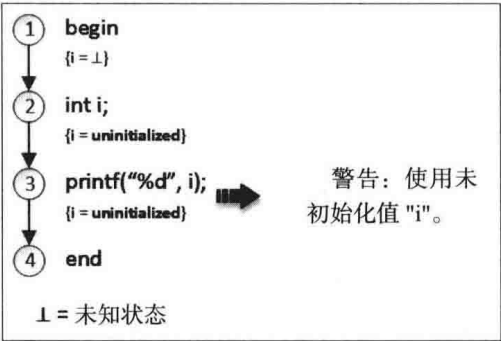 1 begin
{i = ⊥}
2 int i;
{i = uninitialized}
3 printf(“%d”, i);
{i = uninitialized}
警告：使用未
初始化值 "i"。
4 end
⊥ = 未知状态